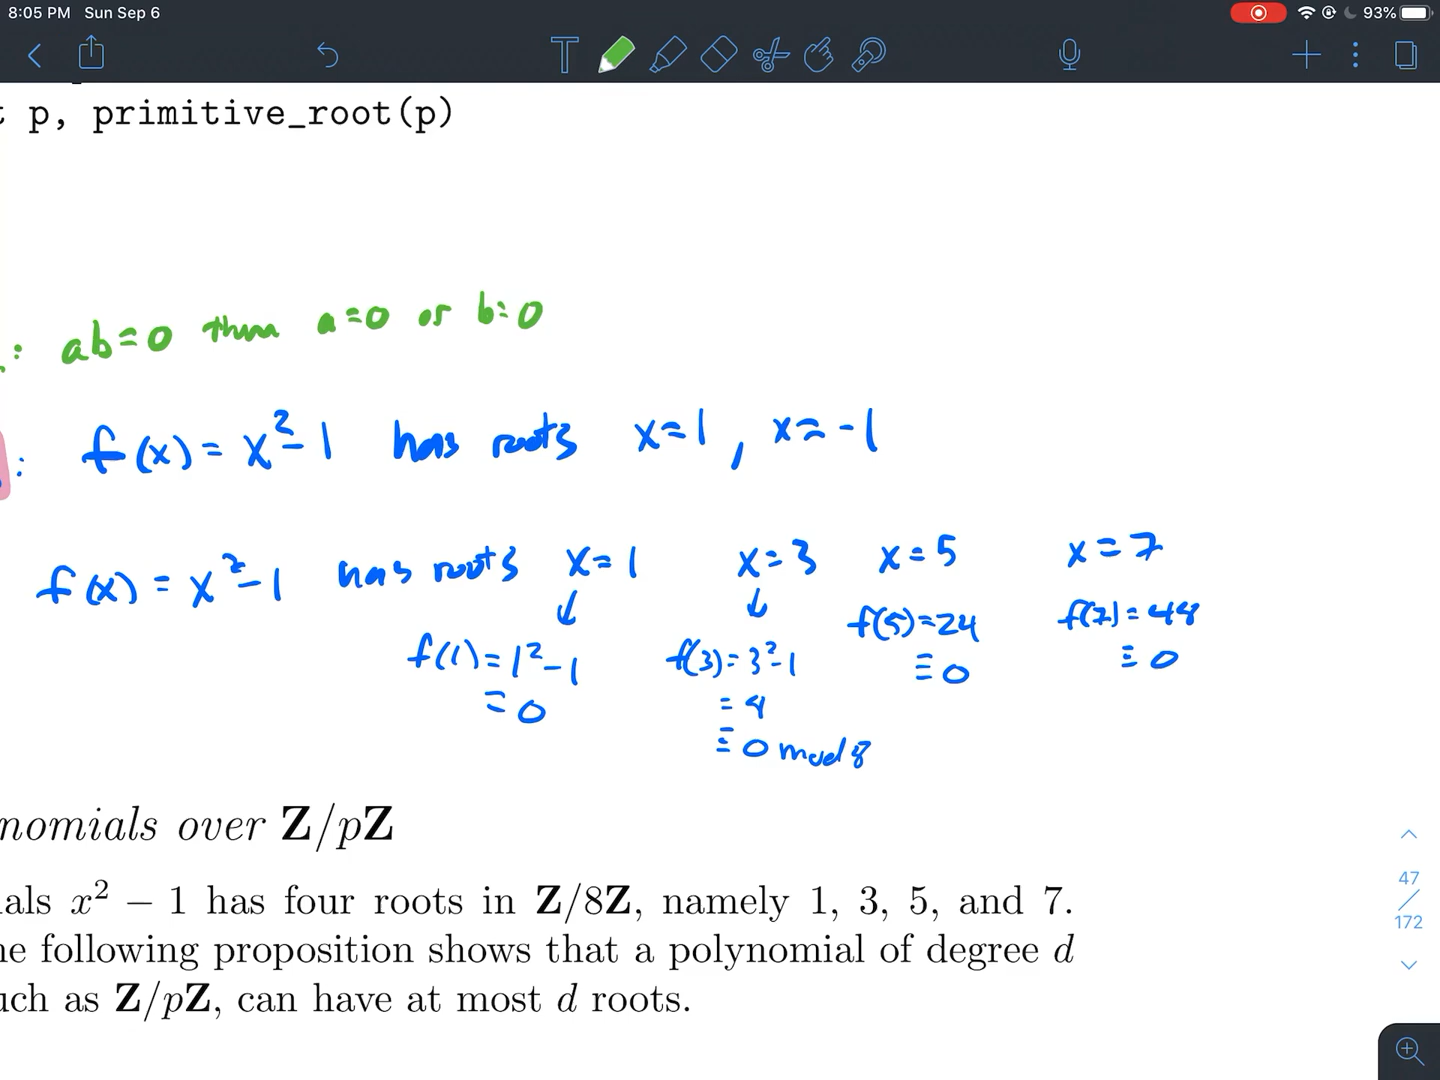 8:05 PM Sun Sep 6 93%
p, primitive_root(p)
: ab=0 then a=0 or b=0
: f(x) = x²-1 has roots x=1, x=-1
f(x) = x²-1 has roots x=1 x=3 x=5 x=7
f(1)=1²-1 f(3)=3²-1 f(5)=24 f(7)=48
=0 =8 ≡0 ≡0
≡0 mod 8
nomials over Z/pZ
als x² − 1 has four roots in Z/8Z, namely 1, 3, 5, and 7.
he following proposition shows that a polynomial of degree d
uch as Z/pZ, can have at most d roots.
47
/
172